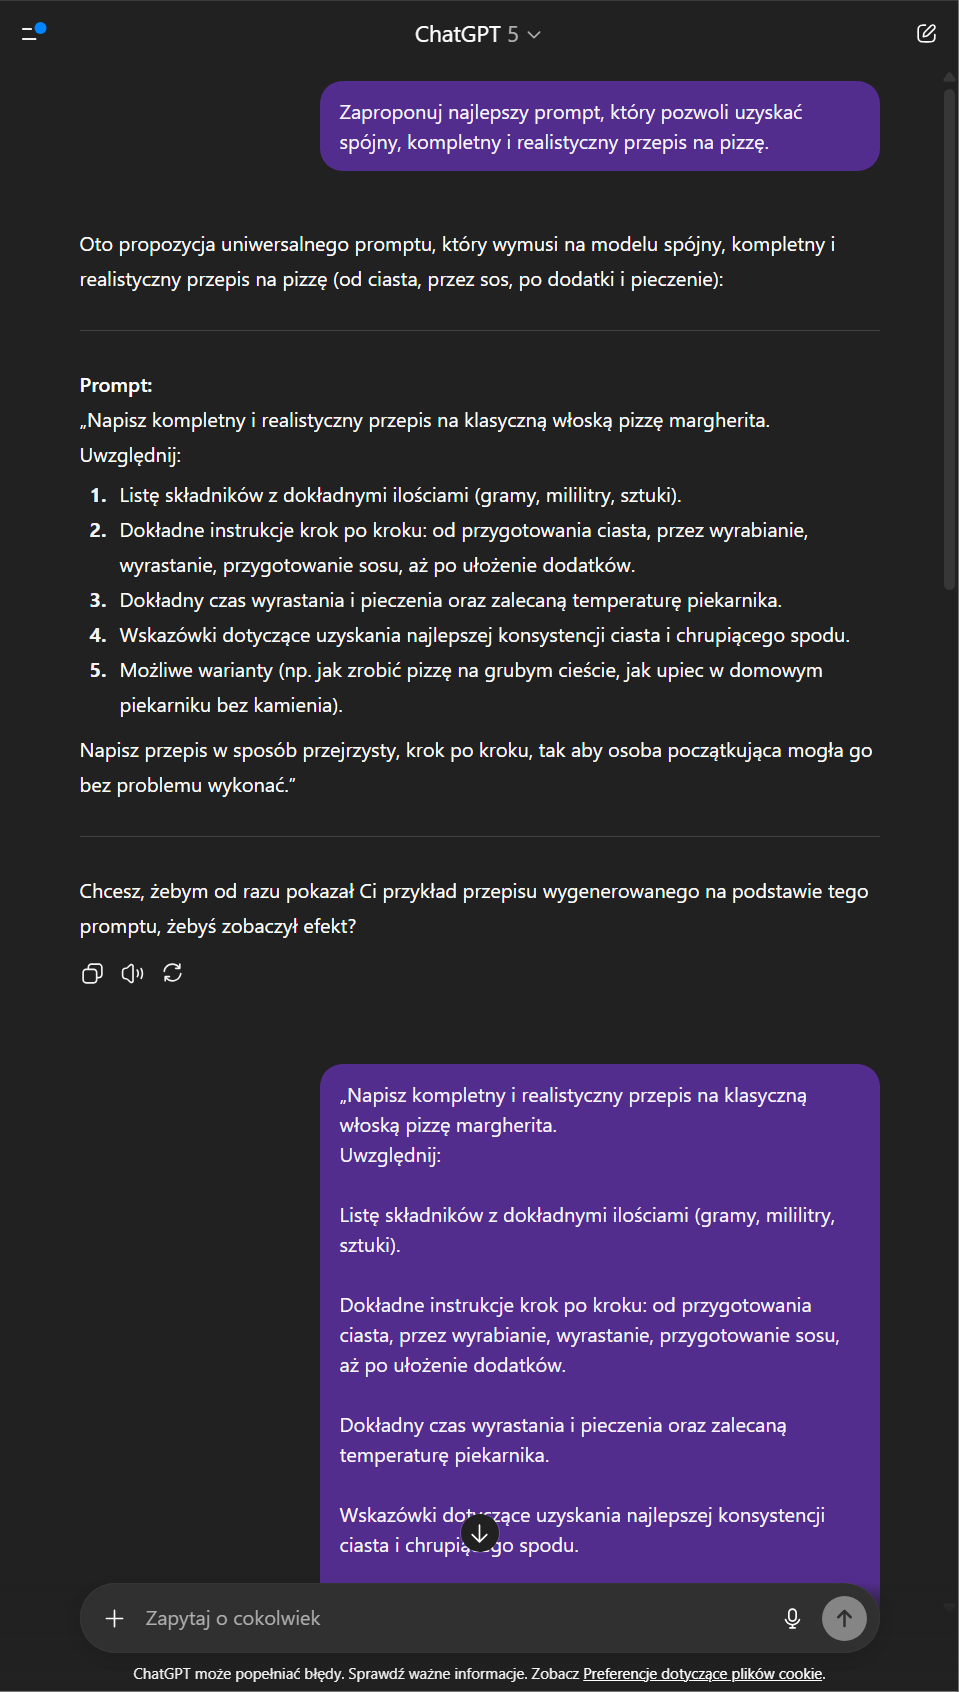 ChatGPT 5
Zaproponuj najlepszy prompt, który pozwoli uzyskać
spójny, kompletny i realistyczny przepis na pizzę.
Oto propozycja uniwersalnego promptu, który wymusi na modelu spójny, kompletny i
realistyczny przepis na pizzę (od ciasta, przez sos, po dodatki i pieczenie):
Prompt:
„Napisz kompletny i realistyczny przepis na klasyczną włoską pizzę margherita.
Uwzględnij:
1. Listę składników z dokładnymi ilościami (gramy, mililitry, sztuki).
2. Dokładne instrukcje krok po kroku: od przygotowania ciasta, przez wyrabianie,
wyrastanie, przygotowanie sosu, aż po ułożenie dodatków.
3. Dokładny czas wyrastania i pieczenia oraz zalecaną temperaturę piekarnika.
4. Wskazówki dotyczące uzyskania najlepszej konsystencji ciasta i chrupiącego spodu.
5. Możliwe warianty (np. jak zrobić pizzę na grubym cieście, jak upiec w domowym
piekarniku bez kamienia).
Napisz przepis w sposób przejrzysty, krok po kroku, tak aby osoba początkująca mogła go
bez problemu wykonać.”
Chcesz, żebym od razu pokazał Ci przykład przepisu wygenerowanego na podstawie tego
promptu, żebyś zobaczył efekt?
„Napisz kompletny i realistyczny przepis na klasyczną
włoską pizzę margherita.
Uwzględnij:
Listę składników z dokładnymi ilościami (gramy, mililitry,
sztuki).
Dokładne instrukcje krok po kroku: od przygotowania
ciasta, przez wyrabianie, wyrastanie, przygotowanie sosu,
aż po ułożenie dodatków.
Dokładny czas wyrastania i pieczenia oraz zalecaną
temperaturę piekarnika.
Wskazówki dotyczące uzyskania najlepszej konsystencji
ciasta i chrupiącego spodu.
Zapytaj o cokolwiek
ChatGPT może popełniać błędy. Sprawdź ważne informacje. Zobacz Preferencje dotyczące plików cookie.